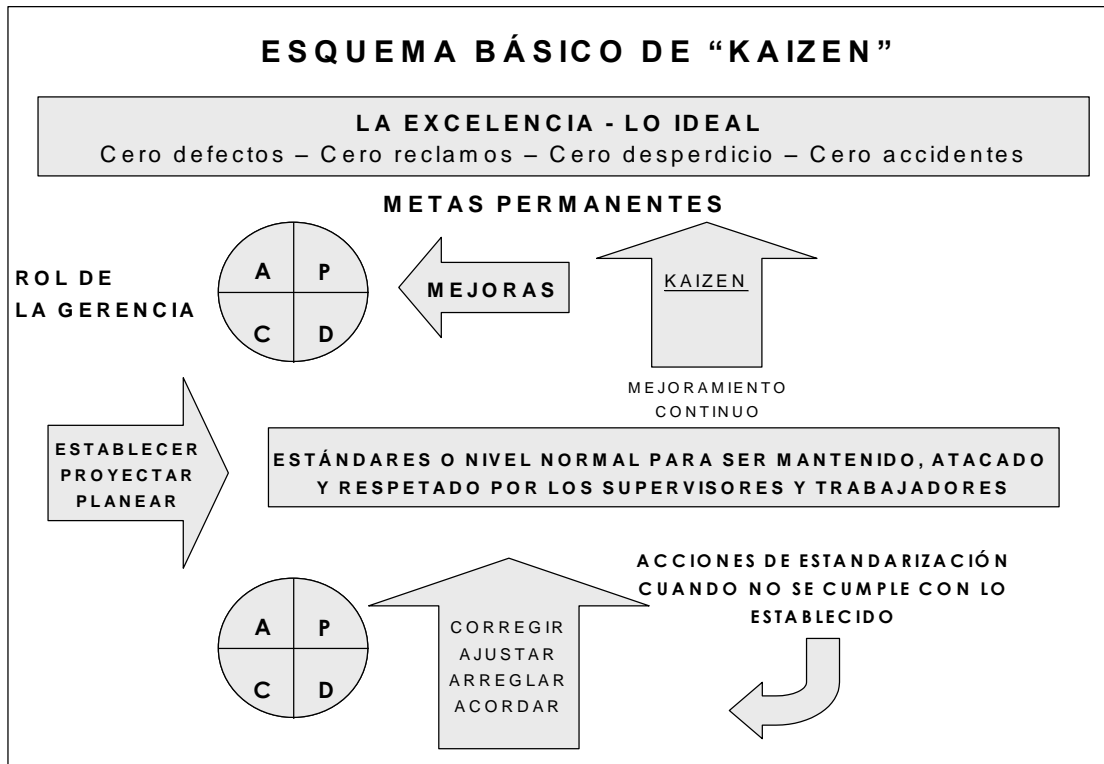 ESQUEMA BÁSICO DE “KAIZEN”
LA EXCELENCIA - LO IDEAL
Cero defectos – Cero reclamos – Cero desperdicio – Cero accidentes
METAS PERMANENTES
ROL DE
LA GERENCIA
A P
C D
MEJORAS
KAIZEN
MEJORAMIENTO
CONTINUO
ESTABLECER
PROYECTAR
PLANEAR
ESTÁNDARES O NIVEL NORMAL PARA SER MANTENIDO, ATACADO
Y RESPETADO POR LOS SUPERVISORES Y TRABAJADORES
A P
C D
CORREGIR
AJUSTAR
ARREGLAR
ACORDAR
ACCIONES DE ESTANDARIZACIÓN
CUANDO NO SE CUMPLE CON LO
ESTABLECIDO